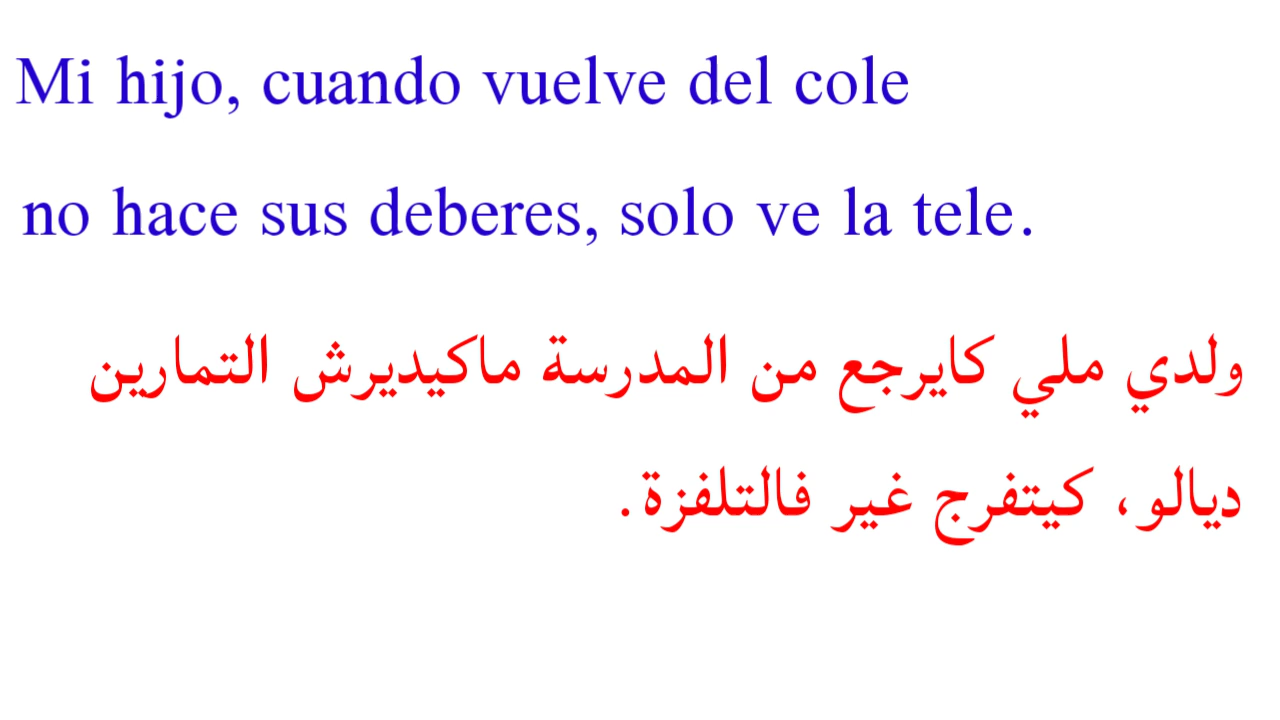 Mi hijo, cuando vuelve del cole
no hace sus deberes, solo ve la tele.
ولدي ملي كايرجع من المدرسة ماكيديرش التمارين
ديالو، كيتفرج غير فالتلفزة.